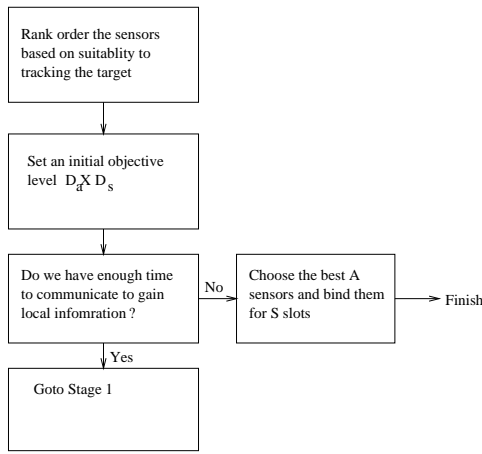 Rank order the sensors
based on suitablity to
tracking the target
Set an initial objective
level D_a X D_s
Do we have enough time
to communicate to gain
local infomration ?
No
Choose the best A
sensors and bind them
for S slots
Finish
Yes
Goto Stage 1